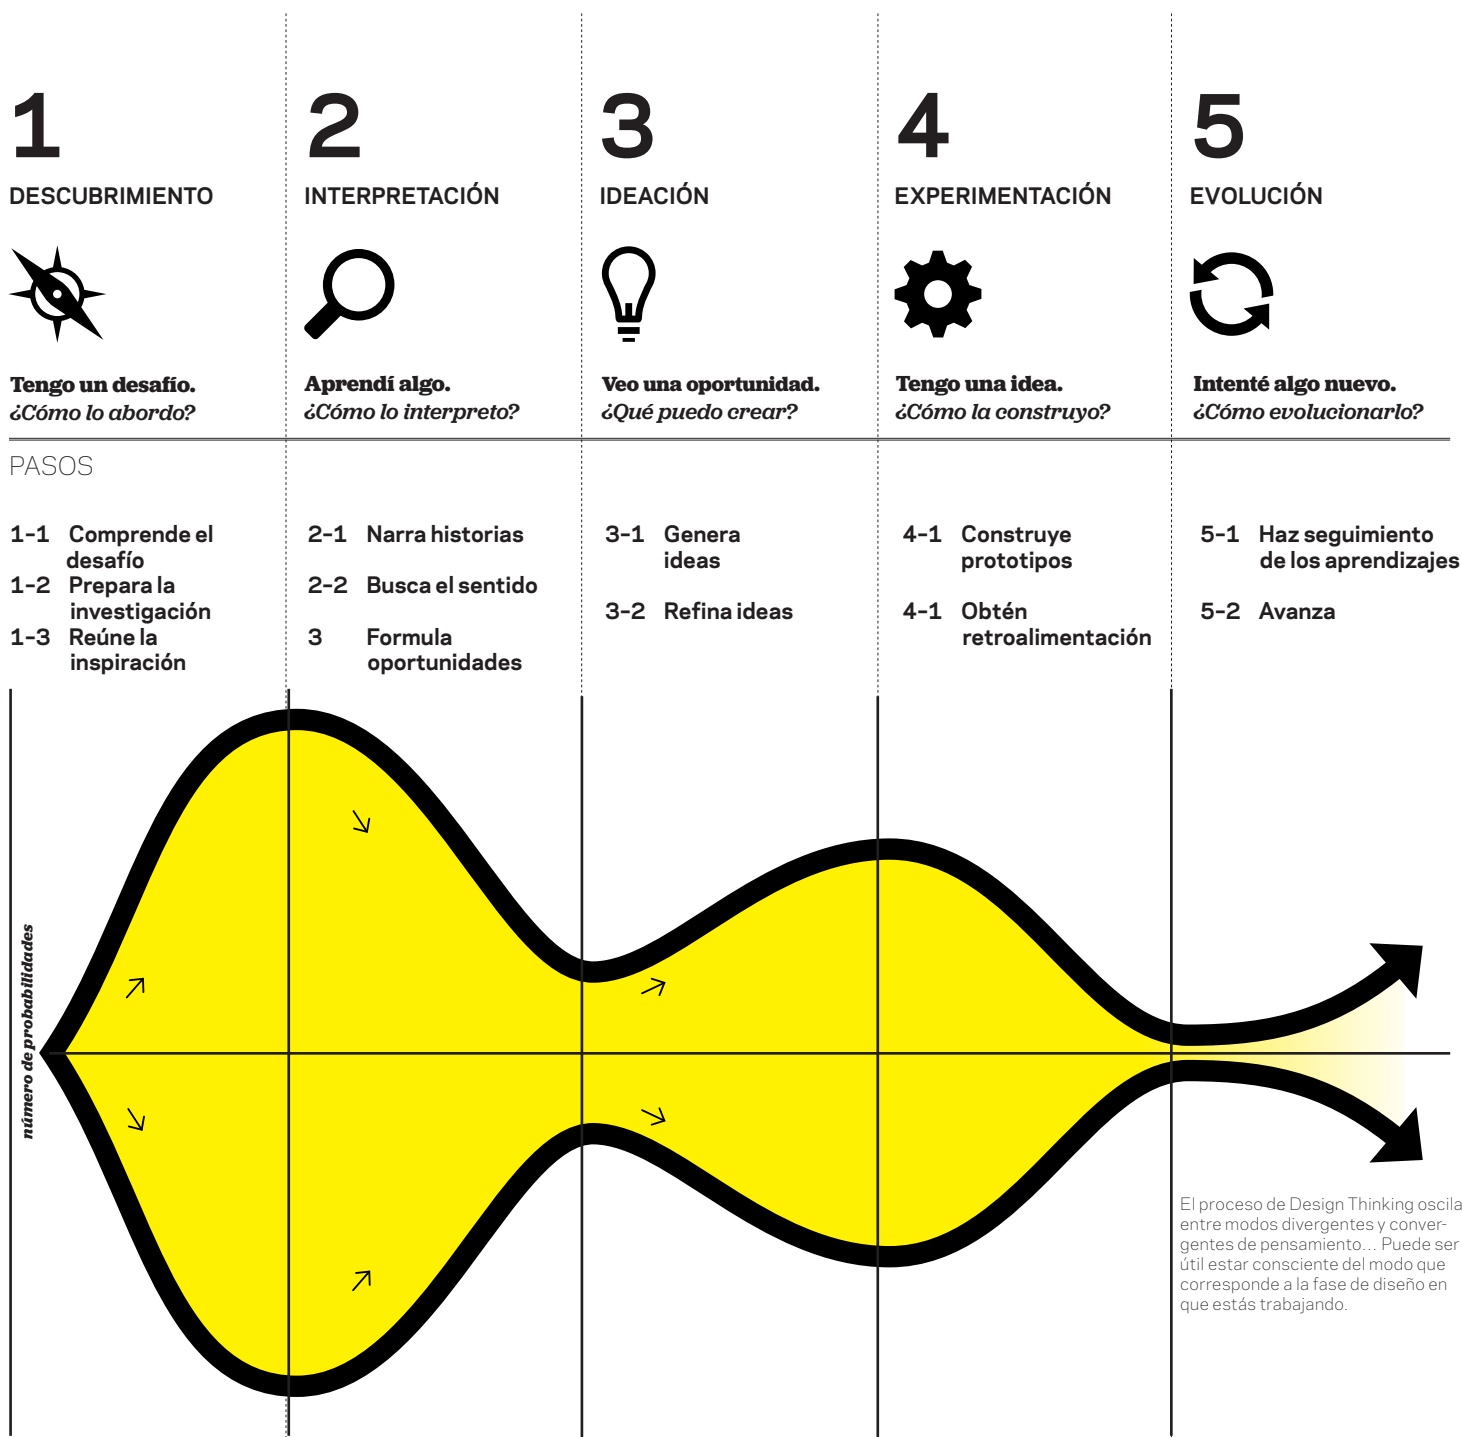 1
DESCUBRIMIENTO
Tengo un desafío.
¿Cómo lo abordo?
2
INTERPRETACIÓN
Aprendí algo.
¿Cómo lo interpreto?
3
IDEACIÓN
Veo una oportunidad.
¿Qué puedo crear?
4
EXPERIMENTACIÓN
Tengo una idea.
¿Cómo la construyo?
5
EVOLUCIÓN
Intenté algo nuevo.
¿Cómo evolucionarlo?
PASOS
1-1 Comprende el
desafío
1-2 Prepara la
investigación
1-3 Reúne la
inspiración
2-1 Narra historias
2-2 Busca el sentido
3 Formula
oportunidades
3-1 Genera
ideas
3-2 Refina ideas
4-1 Construye
prototipos
4-1 Obtén
retroalimentación
5-1 Haz seguimiento
de los aprendizajes
5-2 Avanza
número de probabilidades
El proceso de Design Thinking oscila
entre modos divergentes y conver-
gentes de pensamiento... Puede ser
útil estar consciente del modo que
corresponde a la fase de diseño en
que estás trabajando.